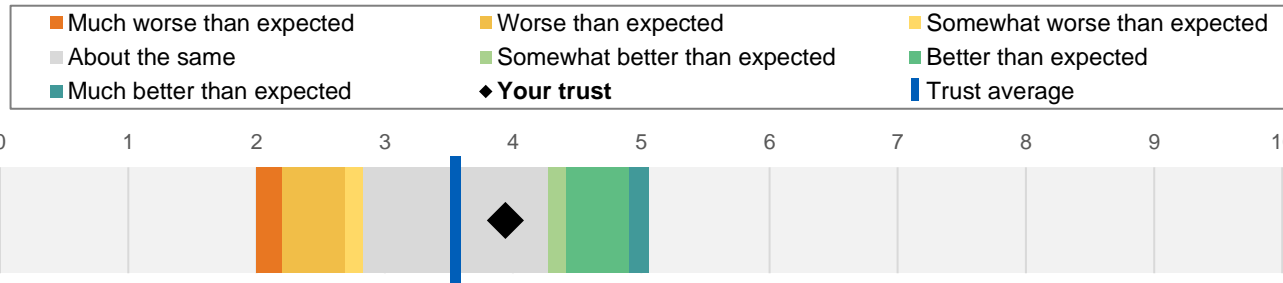 Much worse than expected Worse than expected Somewhat worse than expected
About the same Somewhat better than expected Better than expected
Much better than expected Your trust Trust average
0 1 2 3 4 5 6 7 8 9 10